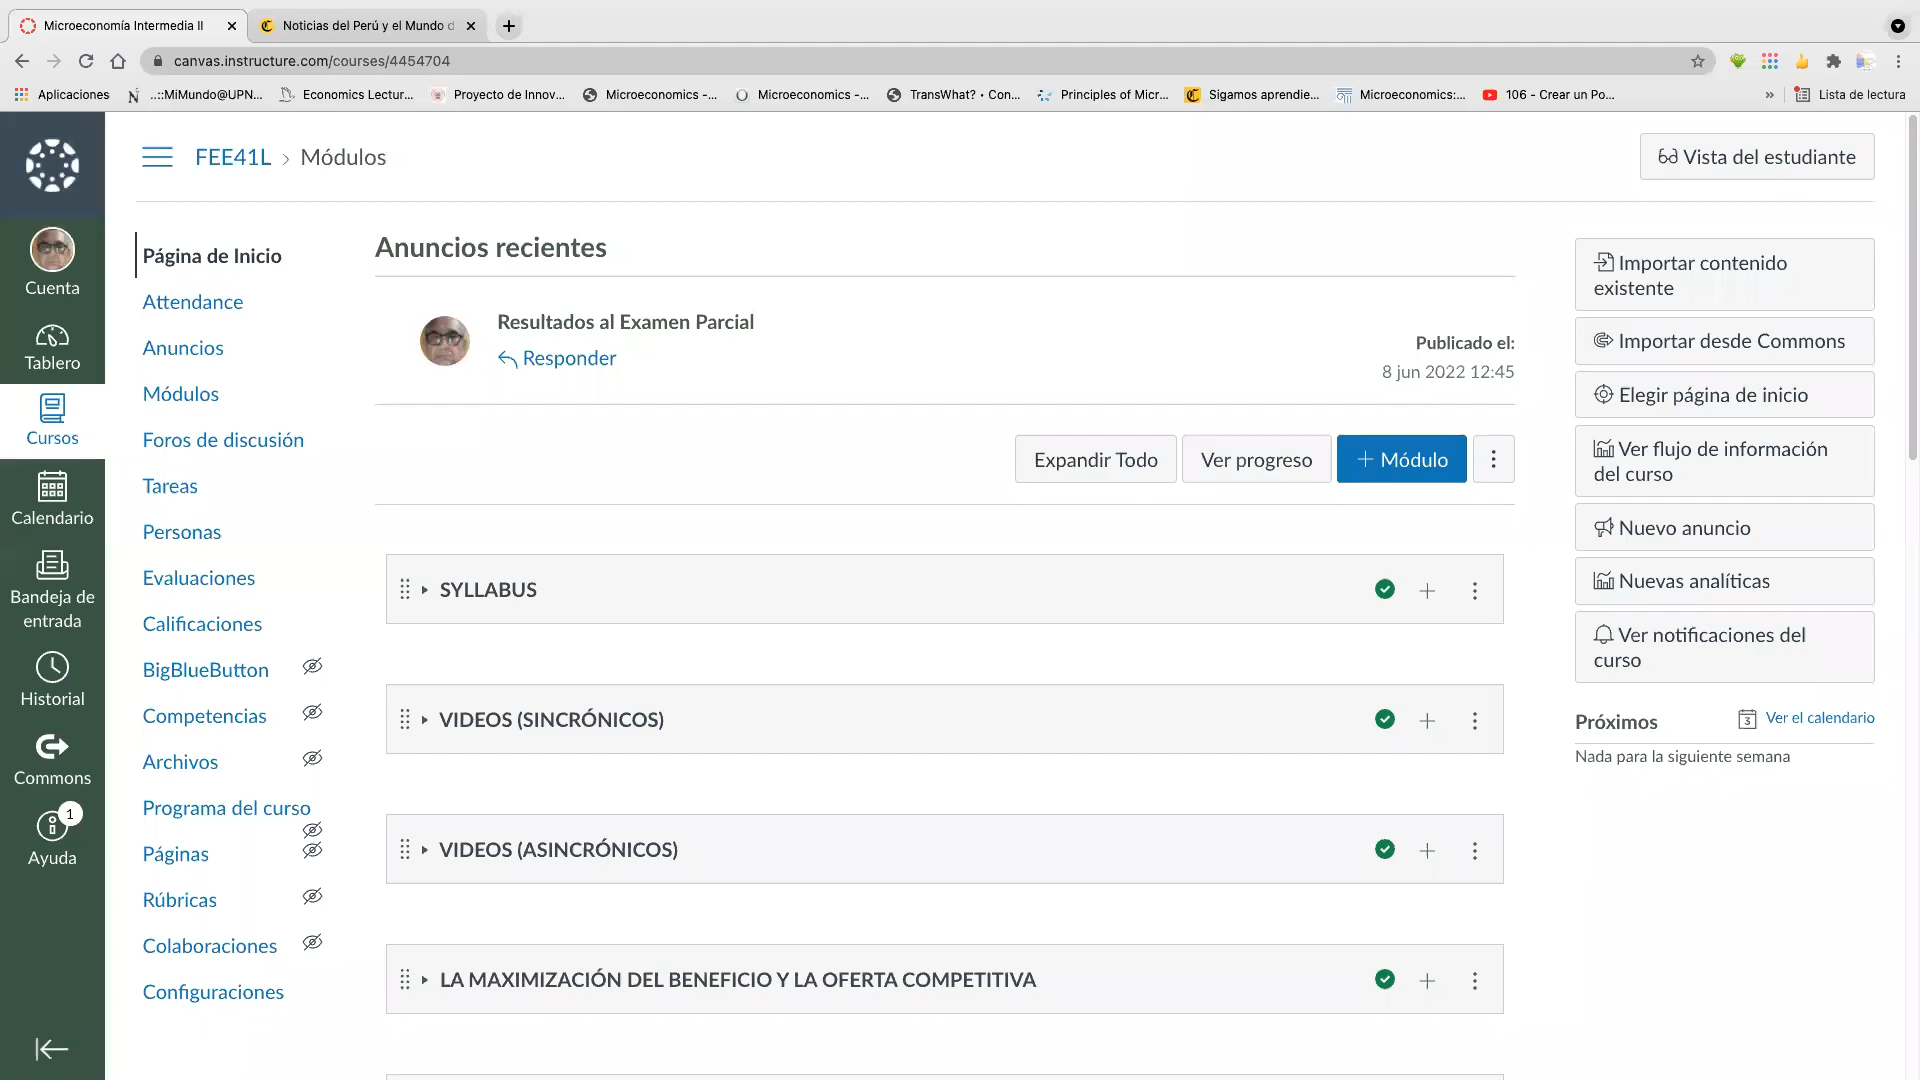 Microeconomía Intermedia II
Noticias del Perú y el Mundo d
canvas.instructure.com/courses/4454704
Aplicaciones
..::MiMundo@UPN...
Economics Lectur...
Proyecto de Innov...
Microeconomics -...
Microeconomics -...
TransWhat? • Con...
Principles of Micr...
Sigamos aprendie...
Microeconomics:...
106 - Crear un Po...
»
Lista de lectura
FEE41L › Módulos
Vista del estudiante
Cuenta
Tablero
Cursos
Calendario
Bandeja de
entrada
Historial
Commons
1
Ayuda
Página de Inicio
Attendance
Anuncios
Módulos
Foros de discusión
Tareas
Personas
Evaluaciones
Calificaciones
BigBlueButton
Competencias
Archivos
Programa del curso
Páginas
Rúbricas
Colaboraciones
Configuraciones
Anuncios recientes
Resultados al Examen Parcial
Responder
Publicado el:
8 jun 2022 12:45
Expandir Todo
Ver progreso
+ Módulo
SYLLABUS
VIDEOS (SINCRÓNICOS)
VIDEOS (ASINCRÓNICOS)
LA MAXIMIZACIÓN DEL BENEFICIO Y LA OFERTA COMPETITIVA
Importar contenido
existente
Importar desde Commons
Elegir página de inicio
Ver flujo de información
del curso
Nuevo anuncio
Nuevas analíticas
Ver notificaciones del
curso
Próximos
3
Ver el calendario
Nada para la siguiente semana